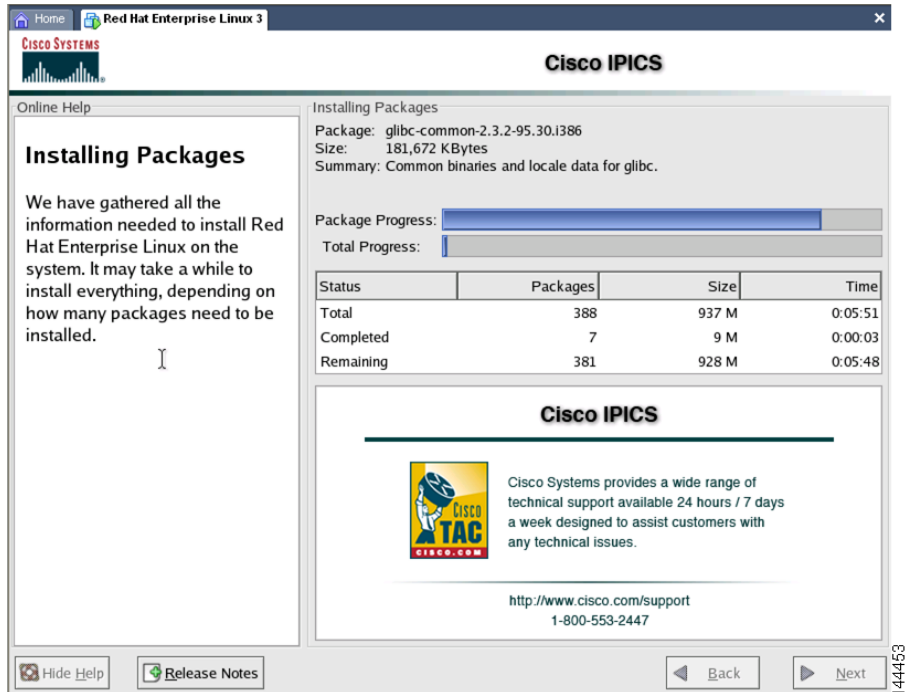 Home
Red Hat Enterprise Linux 3
CISCO SYSTEMS
Cisco IPICS
Online Help
Installing Packages
We have gathered all the
information needed to install Red
Hat Enterprise Linux on the
system. It may take a while to
install everything, depending on
how many packages need to be
installed.
Installing Packages
Package: glibc-common-2.3.2-95.30.i386
Size: 181,672 KBytes
Summary: Common binaries and locale data for glibc.
Package Progress:
Total Progress:
Status Packages Size Time
Total 388 937 M 0:05:51
Completed 7 9 M 0:00:03
Remaining 381 928 M 0:05:48
Cisco IPICS
CISCO
TAC
CISCO.COM
Cisco Systems provides a wide range of
technical support available 24 hours / 7 days
a week designed to assist customers with
any technical issues.
http://www.cisco.com/support
1-800-553-2447
Hide Help
Release Notes
Back
Next
44453